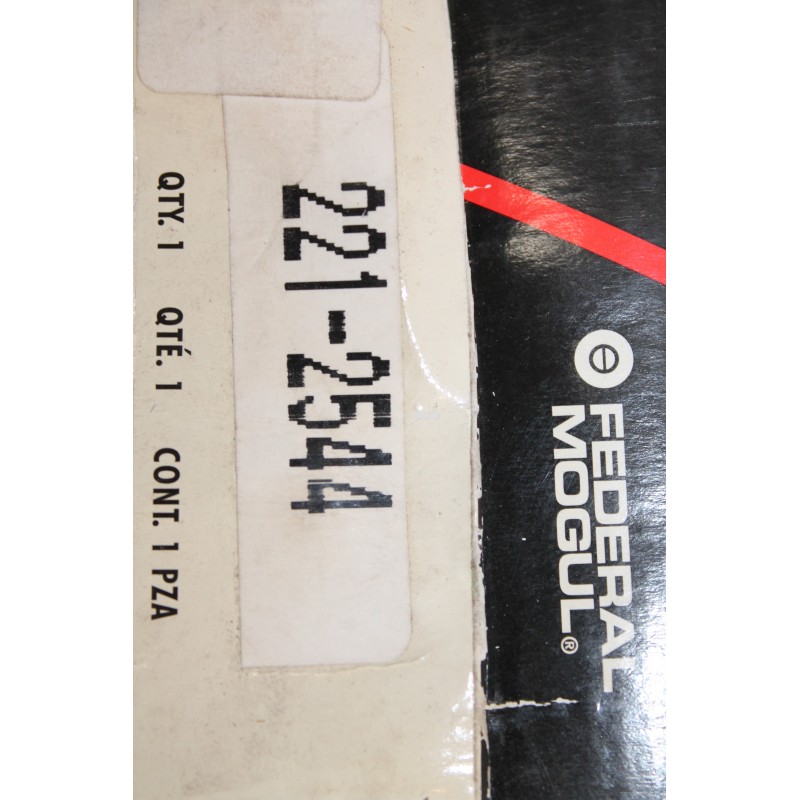 FEDERAL
MOGUL®
221-2544
QTY. 1 QTÉ. 1 CONT. 1 PZA